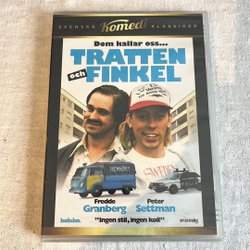 SVENSKA Komedi KLASSIKER
Dom kallar oss...
TRATTEN
och
FINKEL
Fredde Granberg
Peter Settman
"Ingen stil, ingen koll"